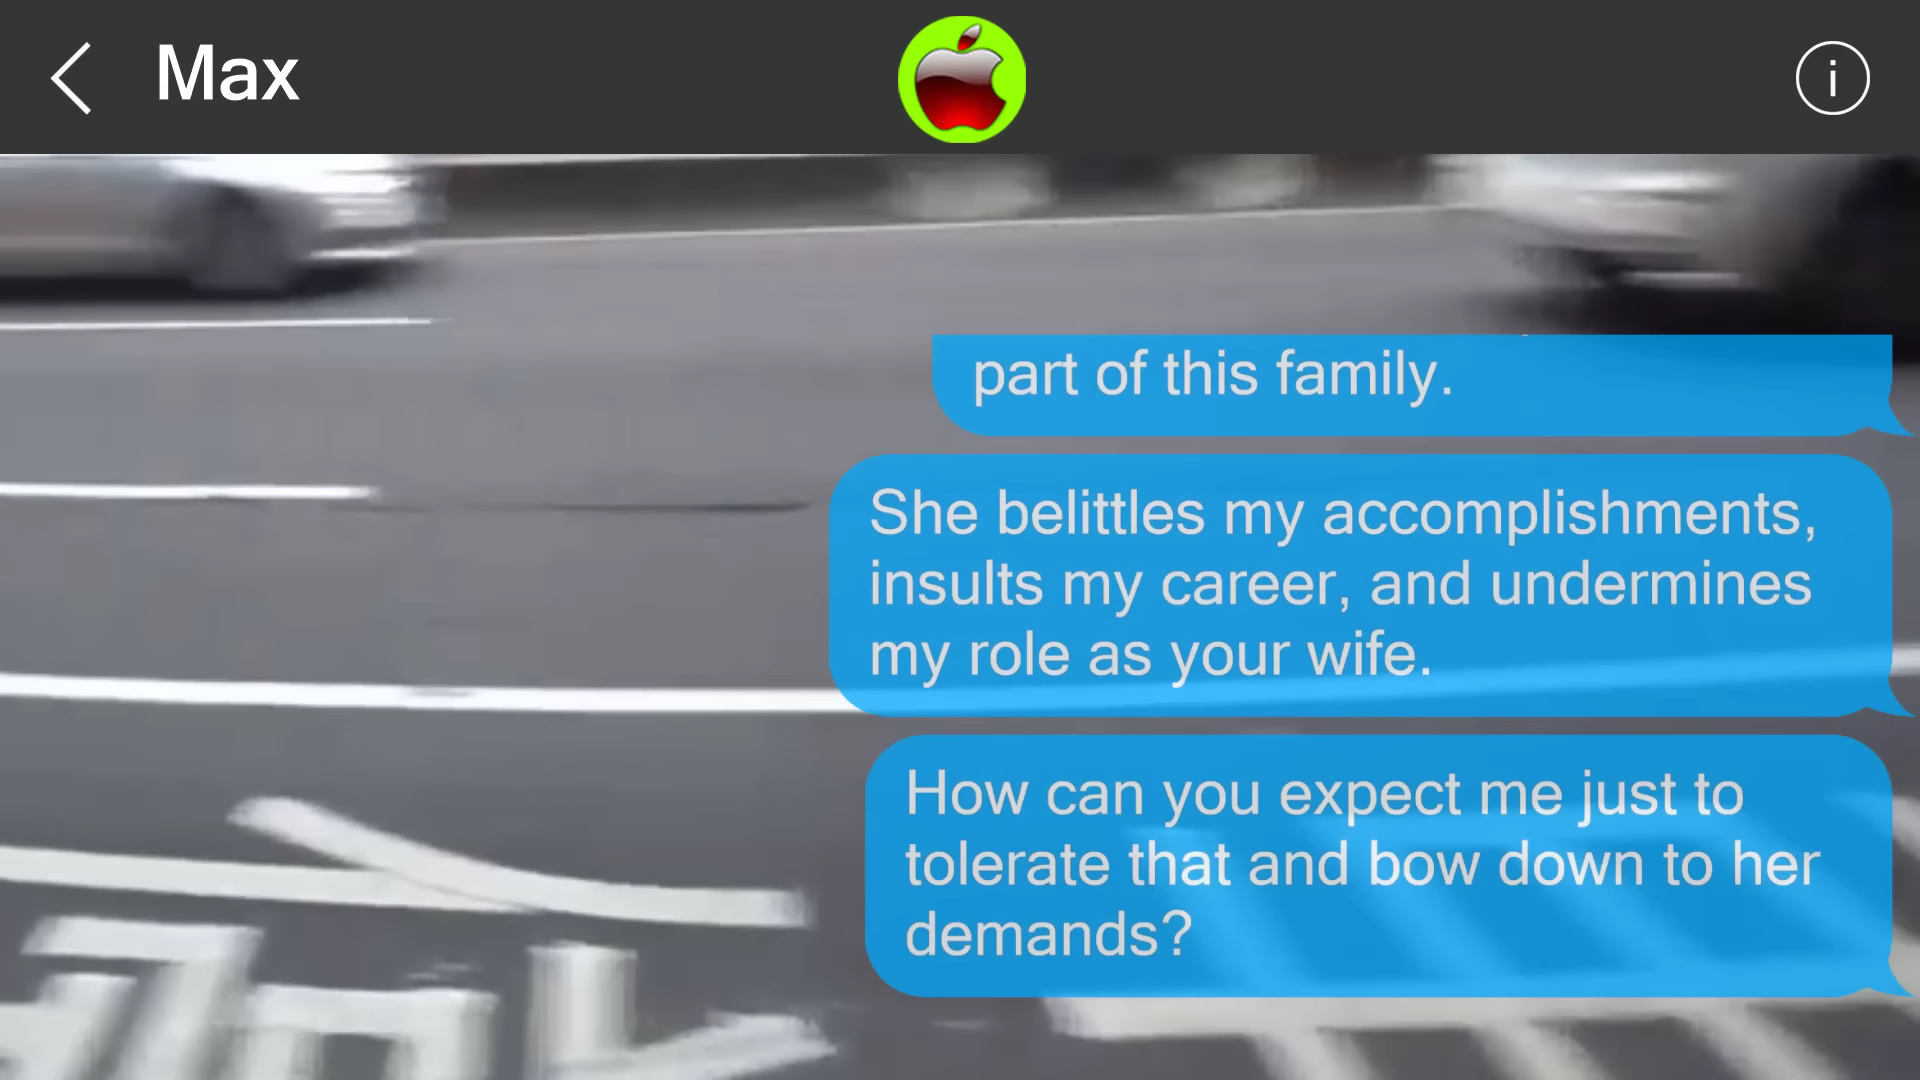 Max
i
part of this family.
She belittles my accomplishments,
insults my career, and undermines
my role as your wife.
How can you expect me just to
tolerate that and bow down to her
demands?